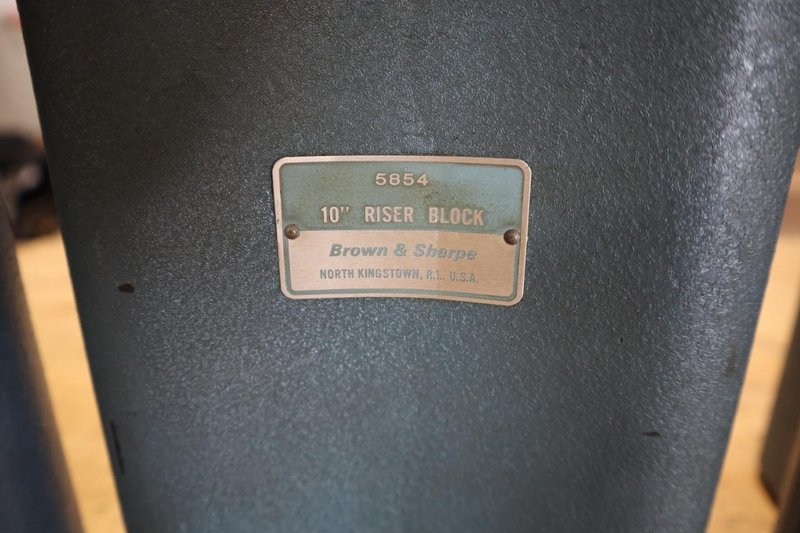 5854
10" RISER BLOCK
Brown & Sharpe
NORTH KINGSTOWN, R.I., U.S.A.